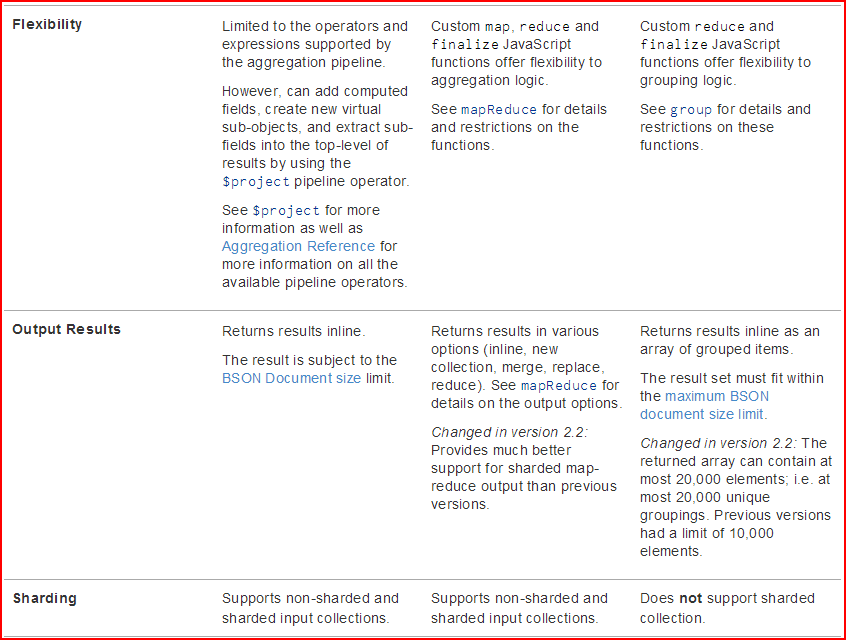 Flexibility
Limited to the operators and
expressions supported by
the aggregation pipeline.
However, can add computed
fields, create new virtual
sub-objects, and extract sub-
fields into the top-level of
results by using the
$project pipeline operator.
See $project for more
information as well as
Aggregation Reference for
more information on all the
available pipeline operators.
Custom map, reduce and
finalize JavaScript
functions offer flexibility to
aggregation logic.
See mapReduce for details
and restrictions on the
functions.
Custom reduce and
finalize JavaScript
functions offer flexibility to
grouping logic.
See group for details and
restrictions on these
functions.
Output Results
Returns results inline.
The result is subject to the
BSON Document size limit.
Returns results in various
options (inline, new
collection, merge, replace,
reduce). See mapReduce for
details on the output options.
Changed in version 2.2:
Provides much better
support for sharded map-
reduce output than previous
versions.
Returns results inline as an
array of grouped items.
The result set must fit within
the maximum BSON
document size limit.
Changed in version 2.2: The
returned array can contain at
most 20,000 elements; i.e. at
most 20,000 unique
groupings. Previous versions
had a limit of 10,000
elements.
Sharding
Supports non-sharded and
sharded input collections.
Supports non-sharded and
sharded input collections.
Does not support sharded
collection.